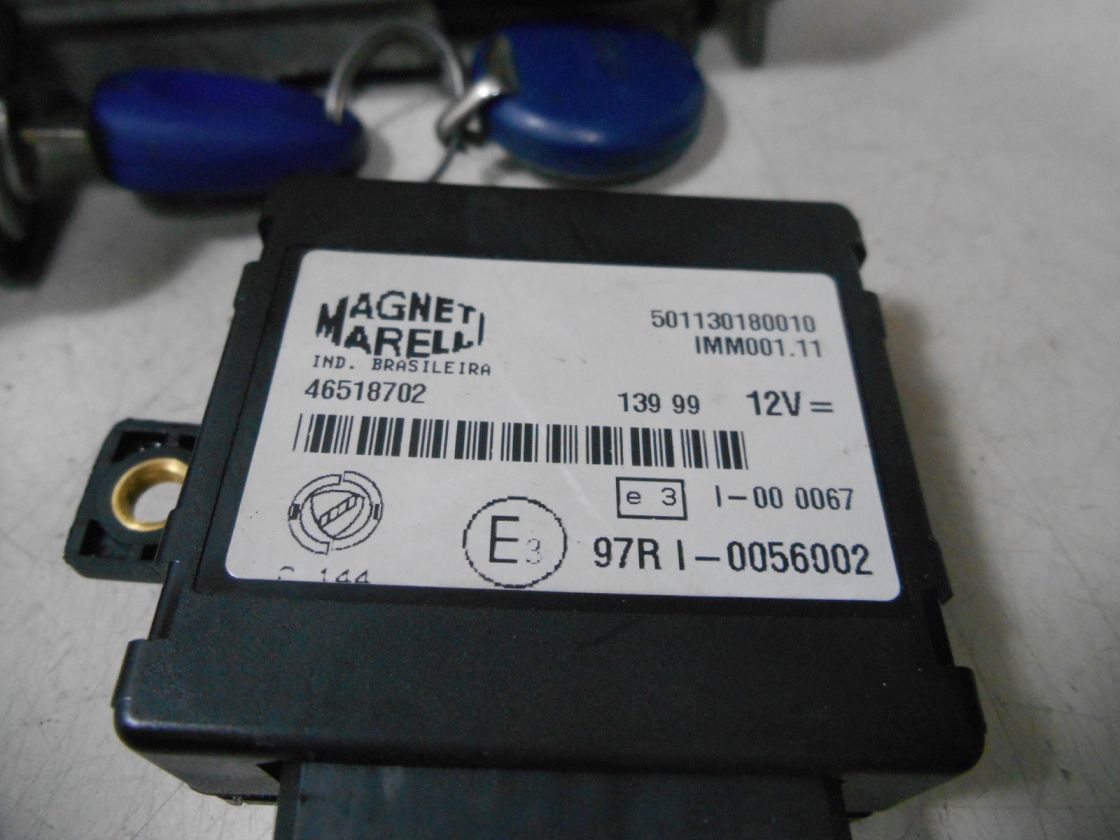 MAGNETI
MARELLI
IND. BRASILEIRA
46518702
501130180010
IMM001.11
139 99
12V =
e 3
I-00 0067
E3
97R I-0056002